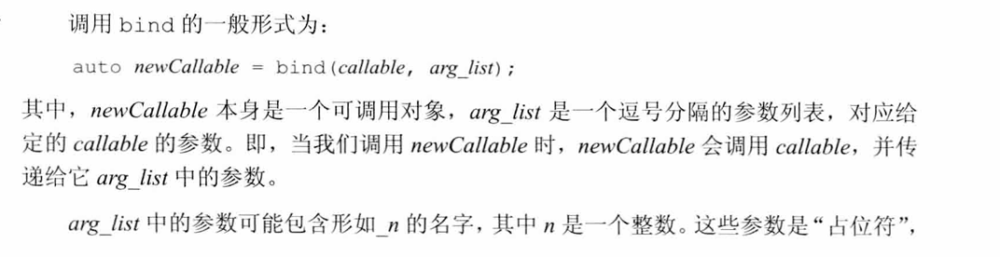 调用 bind 的一般形式为：
auto newCallable = bind(callable, arg_list);
其中，newCallable 本身是一个可调用对象，arg_list 是一个逗号分隔的参数列表，对应给
定的 callable 的参数。即，当我们调用 newCallable 时，newCallable 会调用 callable，并传
递给它 arg_list 中的参数。
arg_list 中的参数可能包含形如_n 的名字，其中 n 是一个整数。这些参数是“占位符”，